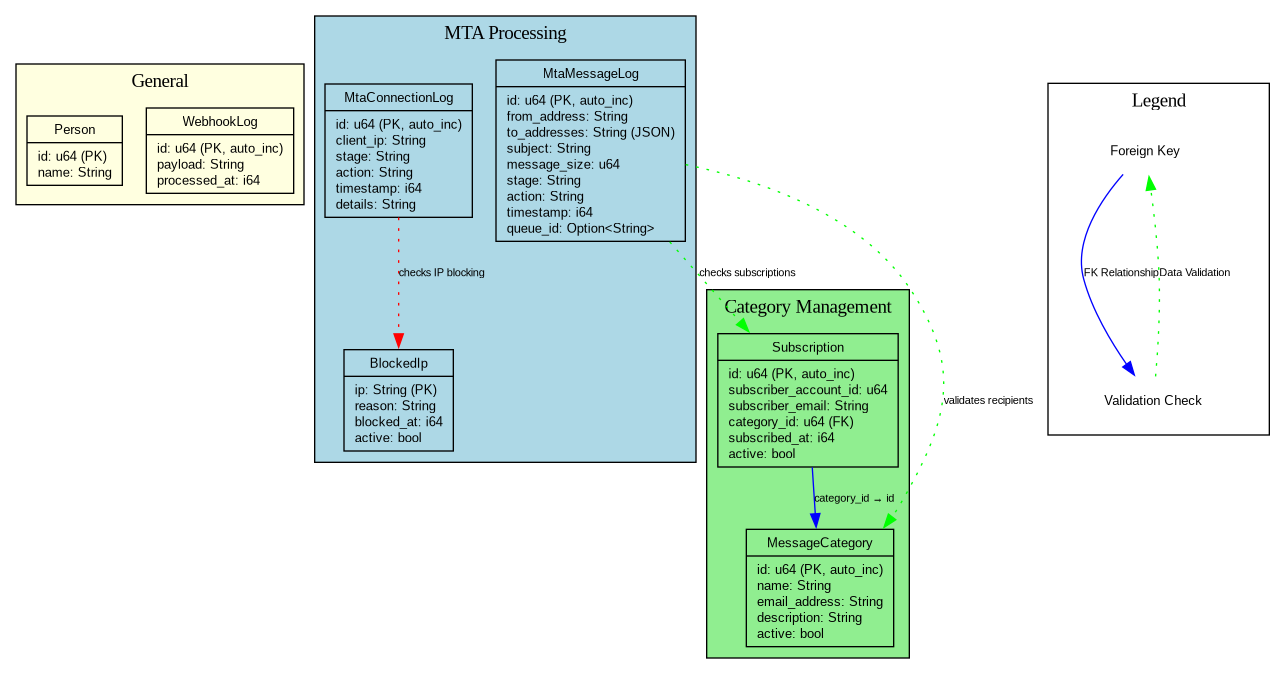 General
Person
id: u64 (PK)
name: String
WebhookLog
id: u64 (PK, auto_inc)
payload: String
processed_at: i64
MTA Processing
MtaConnectionLog
id: u64 (PK, auto_inc)
client_ip: String
stage: String
action: String
timestamp: i64
details: String
MtaMessageLog
id: u64 (PK, auto_inc)
from_address: String
to_addresses: String (JSON)
subject: String
message_size: u64
stage: String
action: String
timestamp: i64
queue_id: Option<String>
checks IP blocking
BlockedIp
ip: String (PK)
reason: String
blocked_at: i64
active: bool
checks subscriptions
Category Management
Subscription
id: u64 (PK, auto_inc)
subscriber_account_id: u64
subscriber_email: String
category_id: u64 (FK)
subscribed_at: i64
active: bool
validates recipients
category_id → id
MessageCategory
id: u64 (PK, auto_inc)
name: String
email_address: String
description: String
active: bool
Legend
Foreign Key
FK Relationship
Data Validation
Validation Check